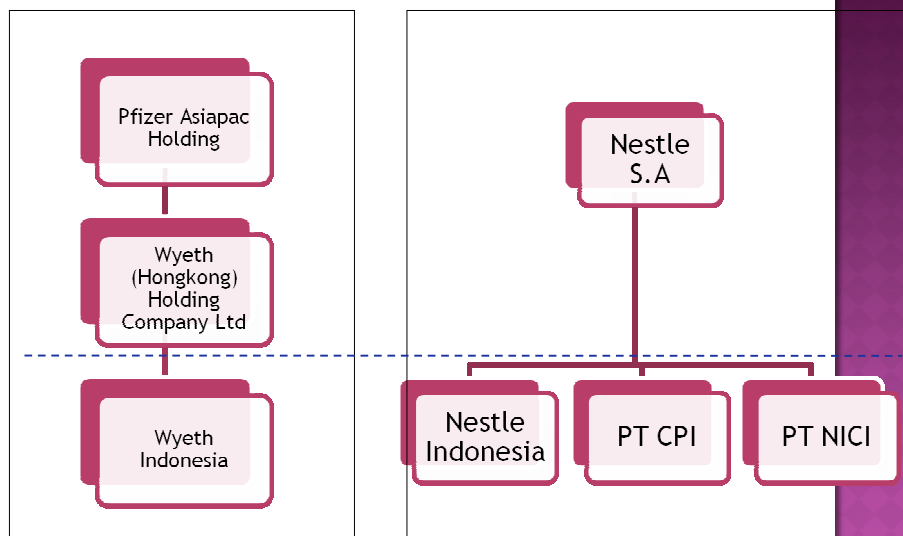 Pfizer Asiapac
Holding
Wyeth
(Hongkong)
Holding
Company Ltd
Wyeth
Indonesia
Nestle
S.A
Nestle
Indonesia
PT CPI
PT NICI